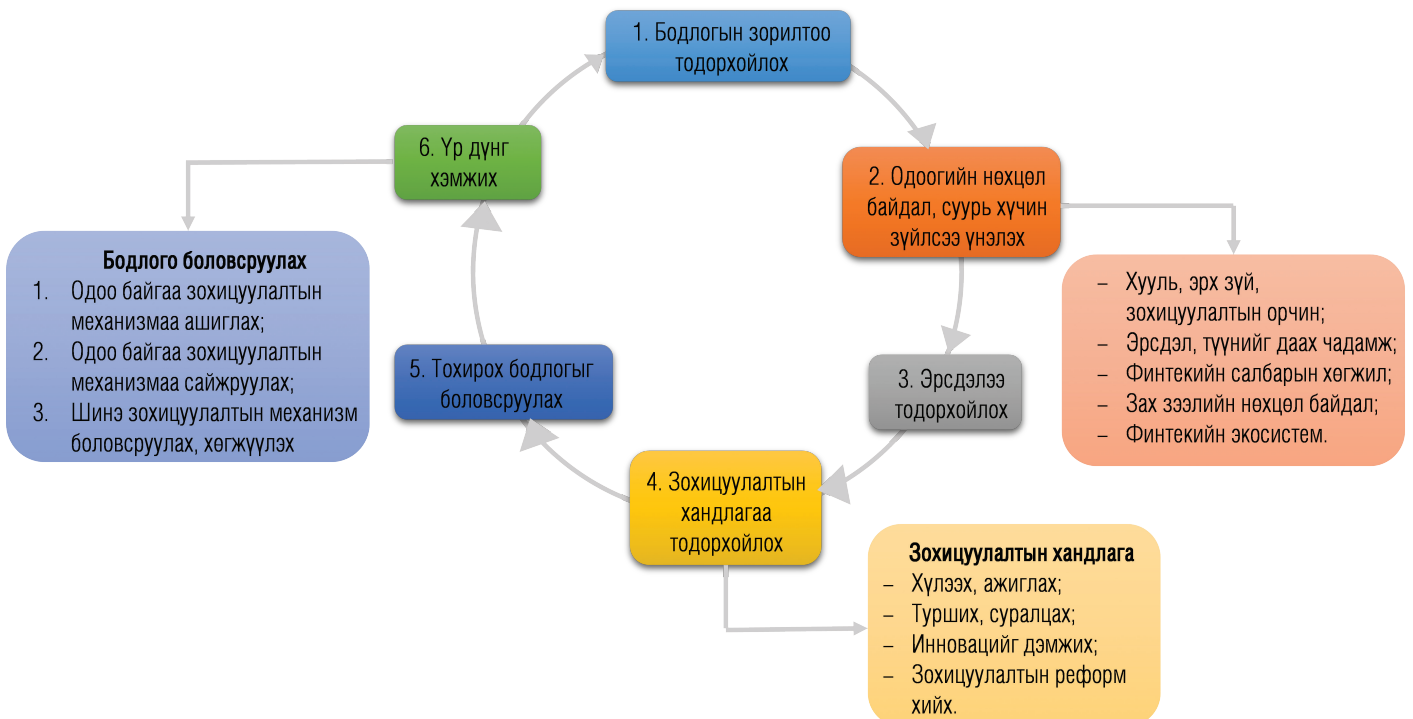 1. Бодлогын зорилтоо
тодорхойлох
2. Одоогийн нөхцөл
байдал, суурь хүчин
зүйлсээ үнэлэх
– Хууль, эрх зүй,
зохицуулалтын орчин;
– Эрсдэл, түүнийг даах чадамж;
– Финтекийн салбарын хөгжил;
– Зах зээлийн нөхцөл байдал;
– Финтекийн экосистем.
3. Эрсдэлээ
тодорхойлох
4. Зохицуулалтын
хандлагаа
тодорхойлох
Зохицуулалтын хандлага
– Хүлээх, ажиглах;
– Турших, суралцах;
– Инновацийг дэмжих;
– Зохицуулалтын реформ
хийх.
5. Тохирох бодлогыг
боловсруулах
6. Үр дүнг
хэмжих
Бодлого боловсруулах
1. Одоо байгаа зохицуулалтын
механизмаа ашиглах;
2. Одоо байгаа зохицуулалтын
механизмаа сайжруулах;
3. Шинэ зохицуулалтын механизм
боловсруулах, хөгжүүлэх